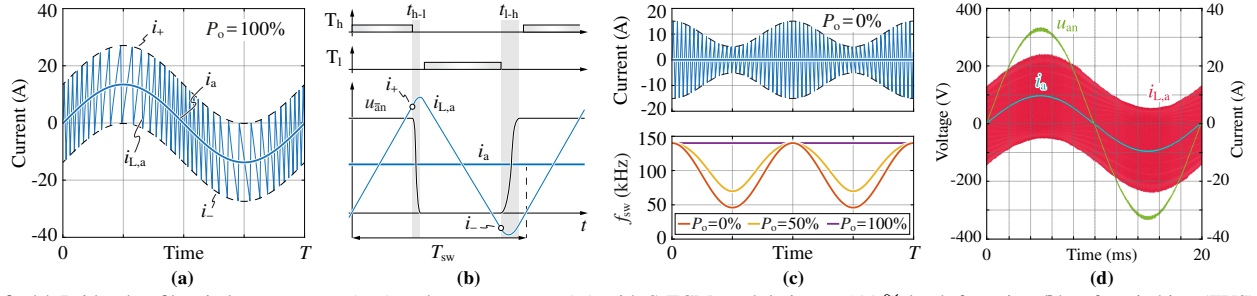 40
20
0
-20
-40
Current (A)
i+
Po=100%
ia
iL,a
i−
0 Time T
(a)
Th
th-l
tl-h
Tl
i+
iL,a
uān
ia
i−
t
Tsw
(b)
20
15
10
0
-10
-15
-20
Current (A)
Po=0%
150
100
50
0
fsw (kHz)
Po=0% Po=50% Po=100%
0 Time T
(c)
400
200
0
-200
-400
Voltage (V)
uan
ia
iL,a
40
20
0
-20
-40
Current (A)
0 Time (ms) 20
(d)